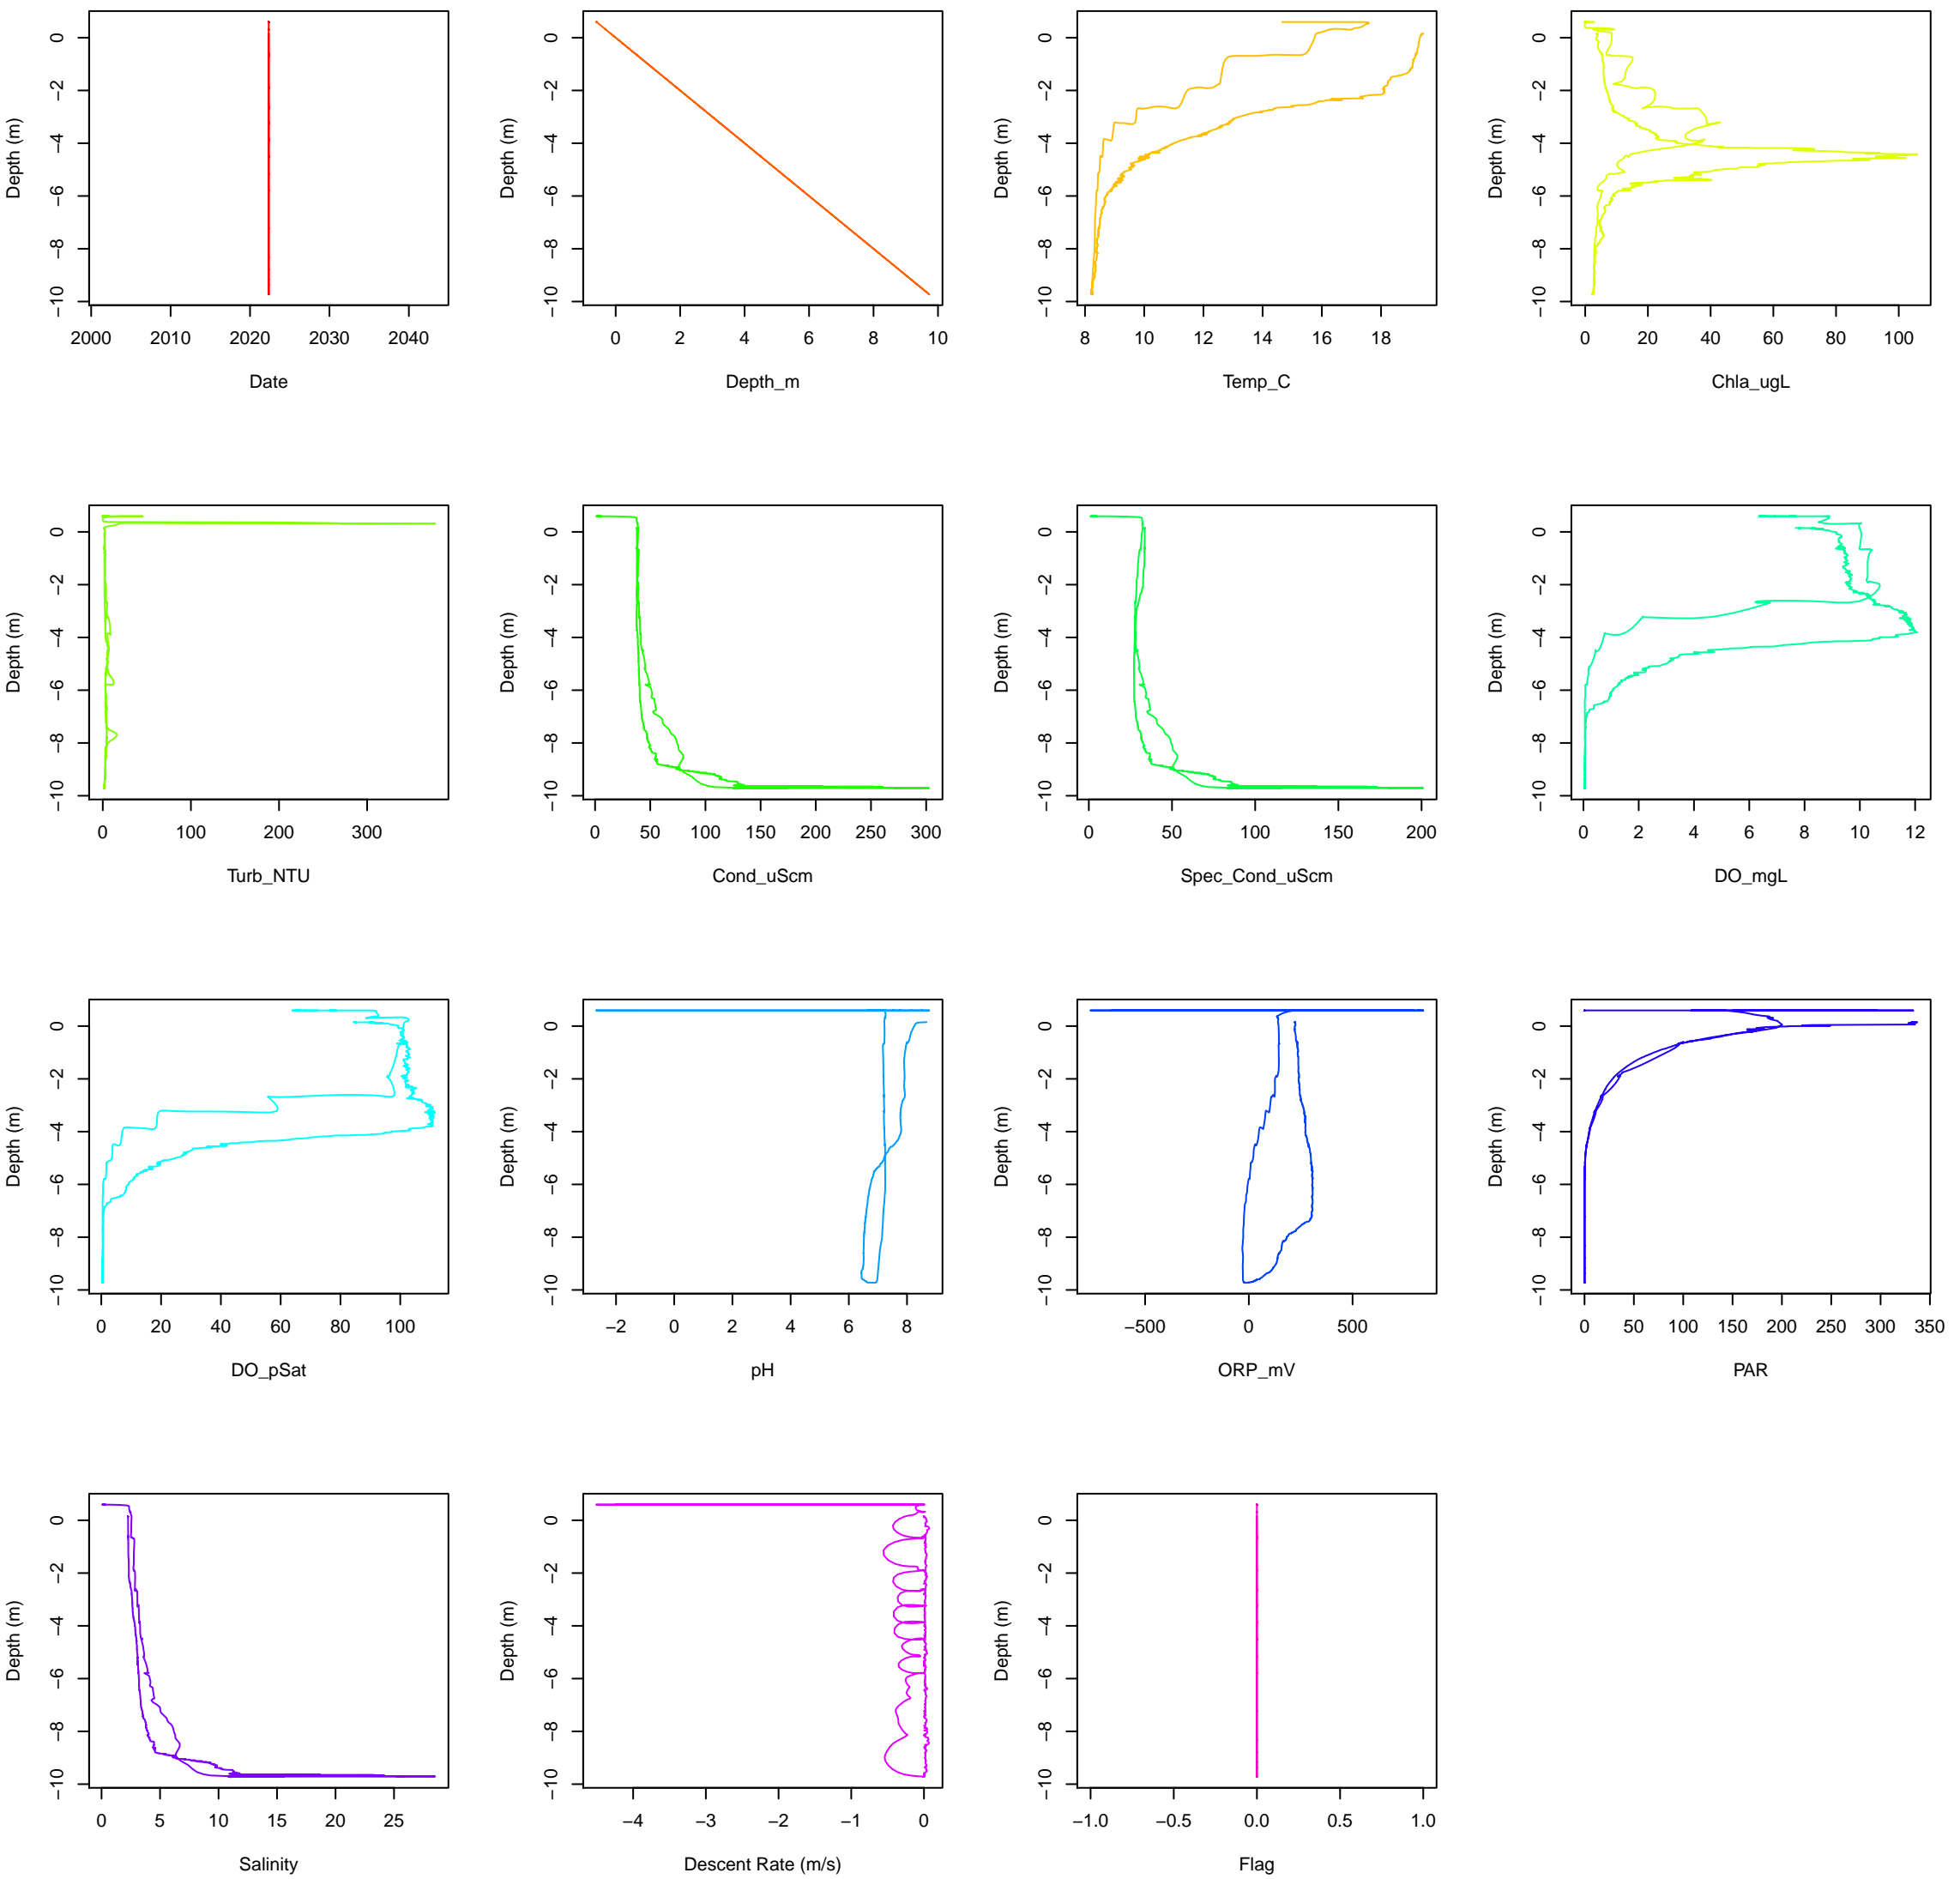 Depth (m)
0
−2
−4
−6
−8
−10
2000 2010 2020 2030 2040
Date
Depth (m)
0
−2
−4
−6
−8
−10
0 2 4 6 8 10
Depth_m
Depth (m)
0
−2
−4
−6
−8
−10
8 10 12 14 16 18
Temp_C
Depth (m)
0
−2
−4
−6
−8
−10
0 20 40 60 80 100
Chla_ugL
Depth (m)
0
−2
−4
−6
−8
−10
0 100 200 300
Turb_NTU
Depth (m)
0
−2
−4
−6
−8
−10
0 50 100 150 200 250 300
Cond_uScm
Depth (m)
0
−2
−4
−6
−8
−10
0 50 100 150 200
Spec_Cond_uScm
Depth (m)
0
−2
−4
−6
−8
−10
0 2 4 6 8 10 12
DO_mgL
Depth (m)
0
−2
−4
−6
−8
−10
0 20 40 60 80 100
DO_pSat
Depth (m)
0
−2
−4
−6
−8
−10
−2 0 2 4 6 8
pH
Depth (m)
0
−2
−4
−6
−8
−10
−500 0 500
ORP_mV
Depth (m)
0
−2
−4
−6
−8
−10
0 50 100 150 200 250 300 350
PAR
Depth (m)
0
−2
−4
−6
−8
−10
0 5 10 15 20 25
Salinity
Depth (m)
0
−2
−4
−6
−8
−10
−4 −3 −2 −1 0
Descent Rate (m/s)
Depth (m)
0
−2
−4
−6
−8
−10
−1.0 −0.5 0.0 0.5 1.0
Flag